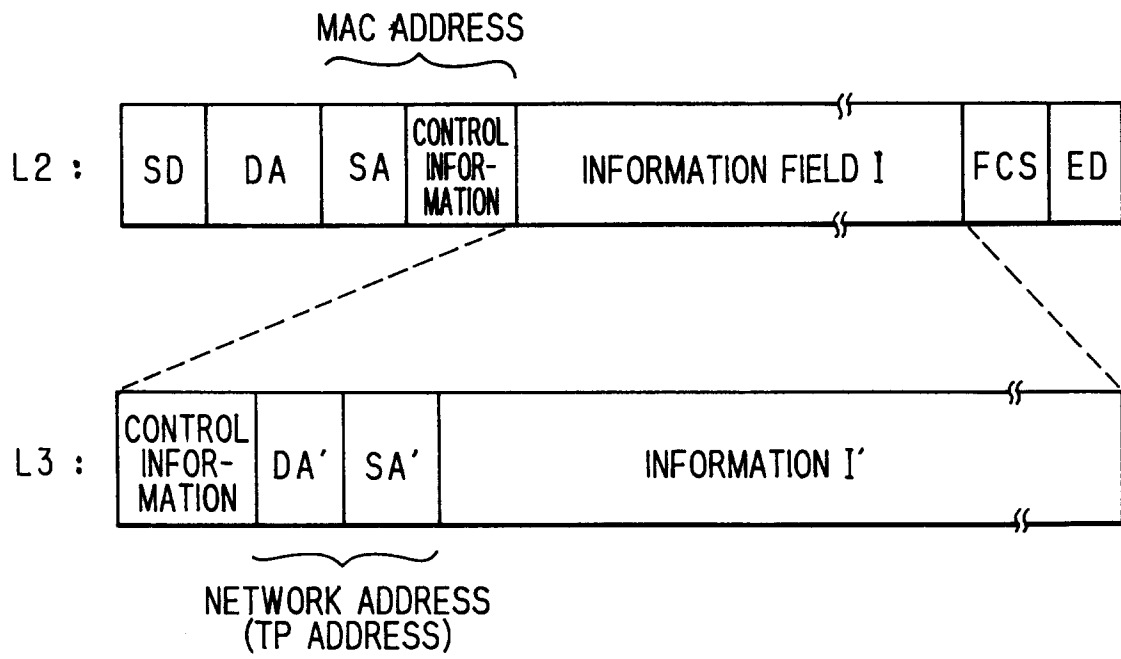 MAC ADDRESS
L2 : SD DA SA CONTROL INFOR- MATION INFORMATION FIELD I FCS ED
L3 : CONTROL INFOR- MATION DA' SA' INFORMATION I'
NETWORK ADDRESS
(TP ADDRESS)